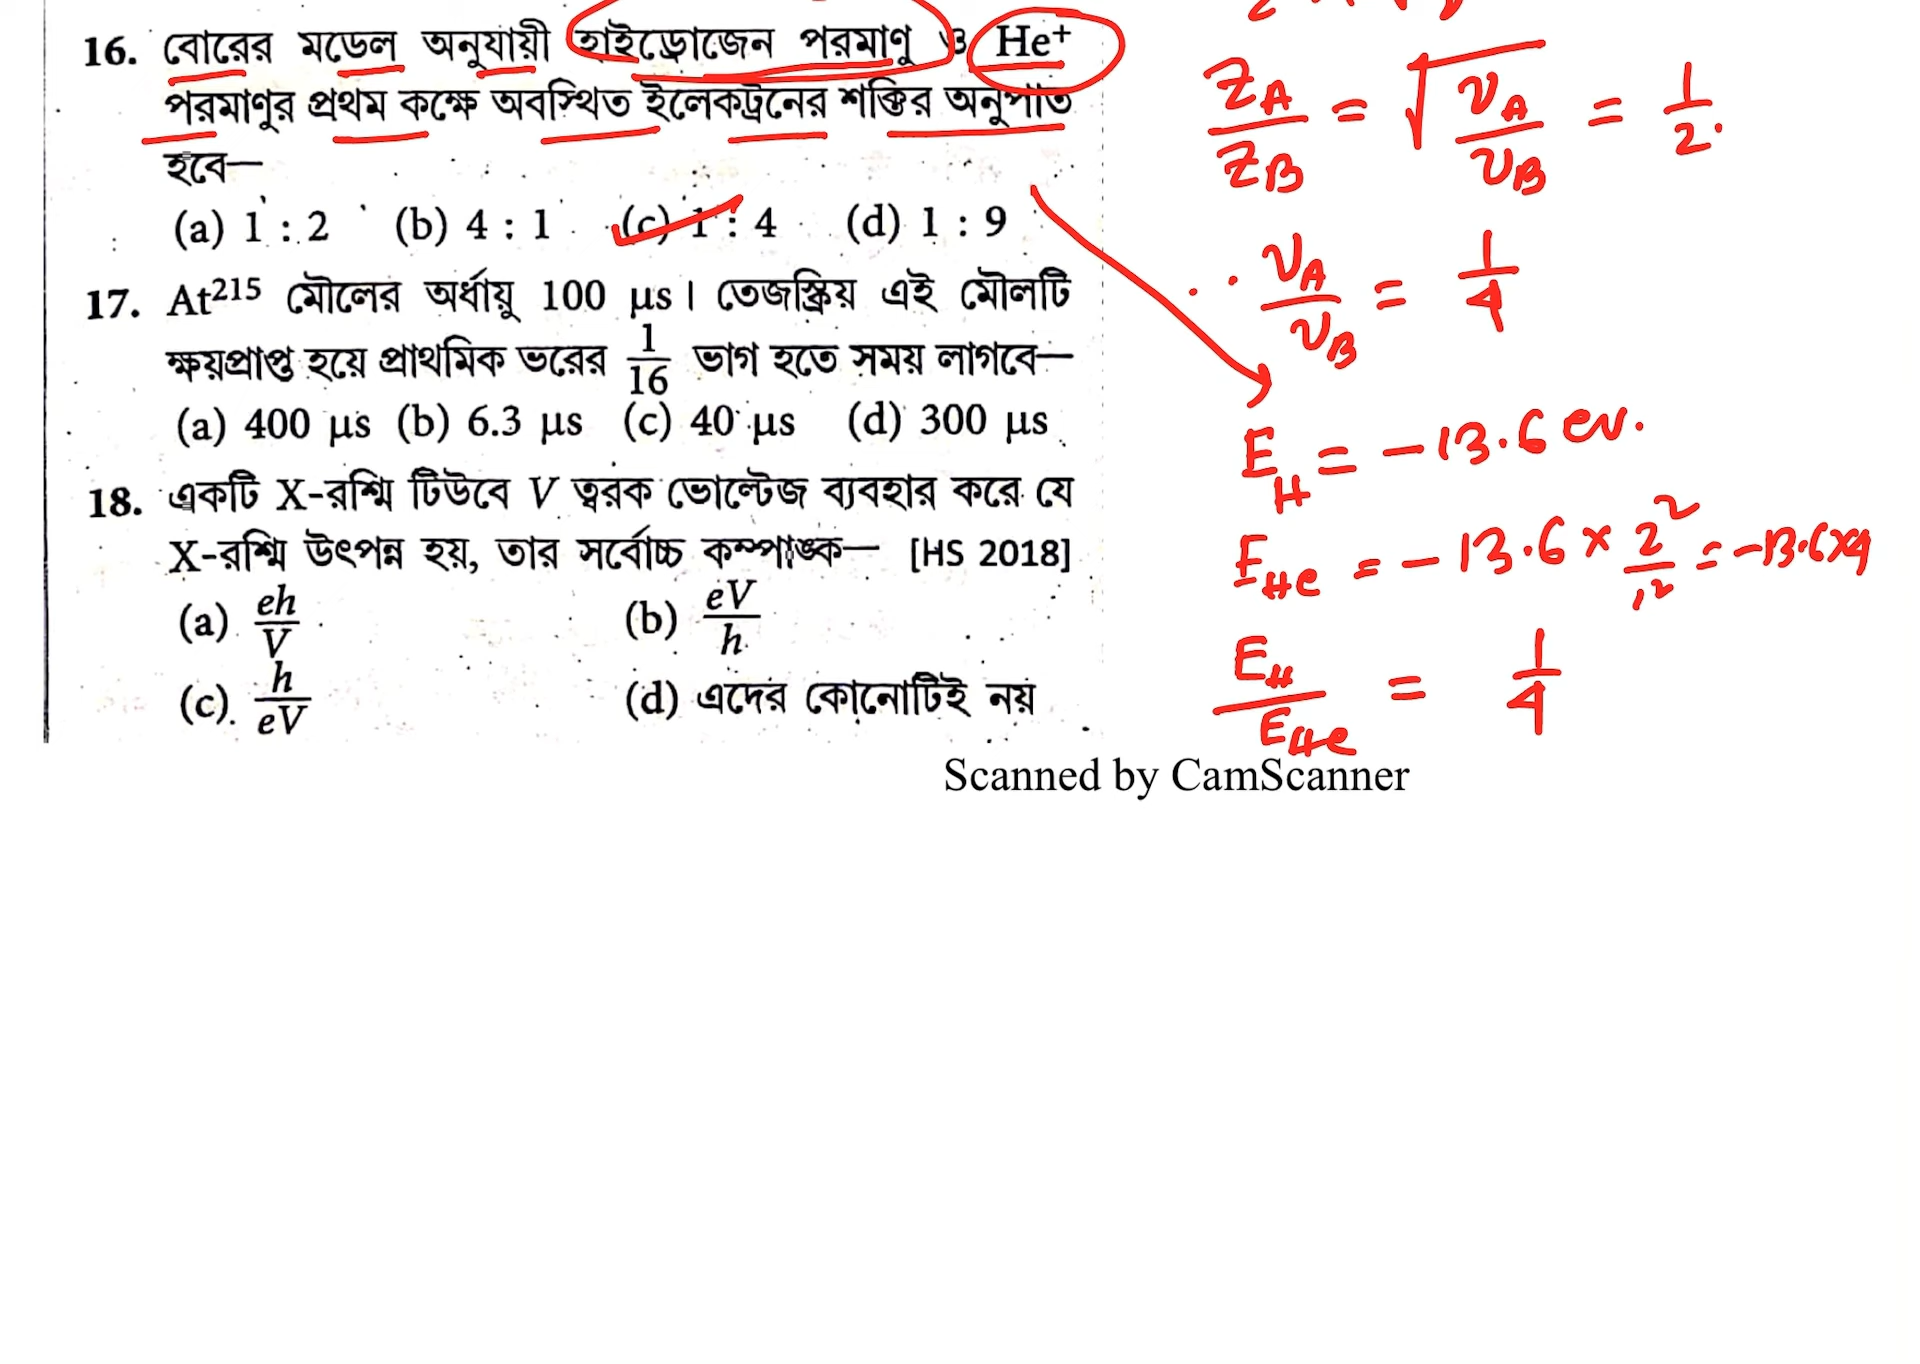 16. বোরের মডেল অনুযায়ী হাইড্রোজেন পরমাণু ও He⁺
পরমাণুর প্রথম কক্ষে অবস্থিত ইলেকট্রনের শক্তির অনুপাত
হবে—
(a) 1 : 2 (b) 4 : 1 (c) 1 : 4 (d) 1 : 9
17. At²¹⁵ মৌলের অর্ধায়ু 100 μs। তেজস্ক্রিয় এই মৌলটি
ক্ষয়প্রাপ্ত হয়ে প্রাথমিক ভরের 1/16 ভাগ হতে সময় লাগবে—
(a) 400 μs (b) 6.3 μs (c) 40 μs (d) 300 μs
18. একটি X-রশ্মি টিউবে V ত্বরক ভোল্টেজ ব্যবহার করে যে
X-রশ্মি উৎপন্ন হয়, তার সর্বোচ্চ কম্পাঙ্ক— [HS 2018]
(a) eh/V (b) eV/h
(c) h/eV (d) এদের কোনোটিই নয়
Z_A/Z_B = √(ν_A/ν_B) = 1/2.
ν_A/ν_B = 1/4
E_H = -13.6 ev.
E_He = -13.6 × 2²/1² = -13.6×4
E_H/E_He = 1/4
Scanned by CamScanner